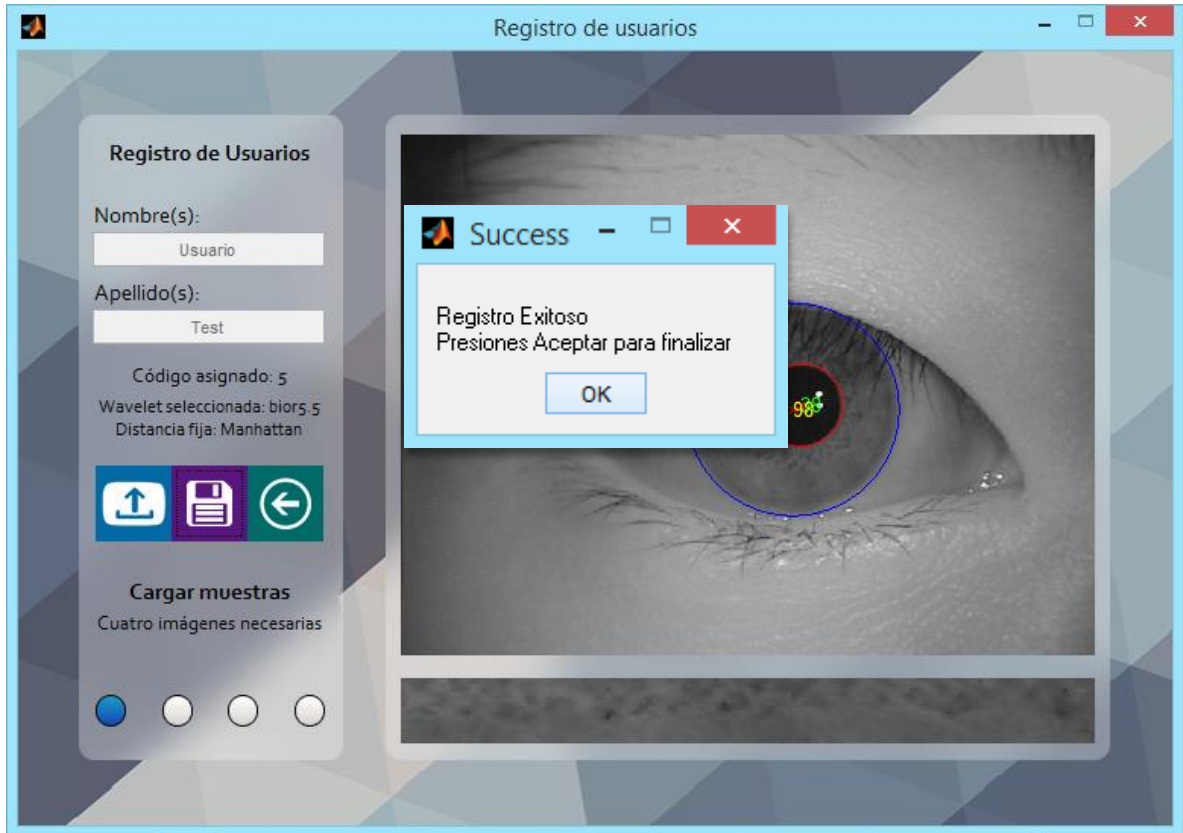 Registro de usuarios
Registro de Usuarios
Nombre(s):
Usuario
Apellido(s):
Test
Código asignado: 5
Wavelet seleccionada: bior5.5
Distancia fija: Manhattan
Cargar muestras
Cuatro imágenes necesarias
Success
Registro Exitoso
Presiones Aceptar para finalizar
OK
98